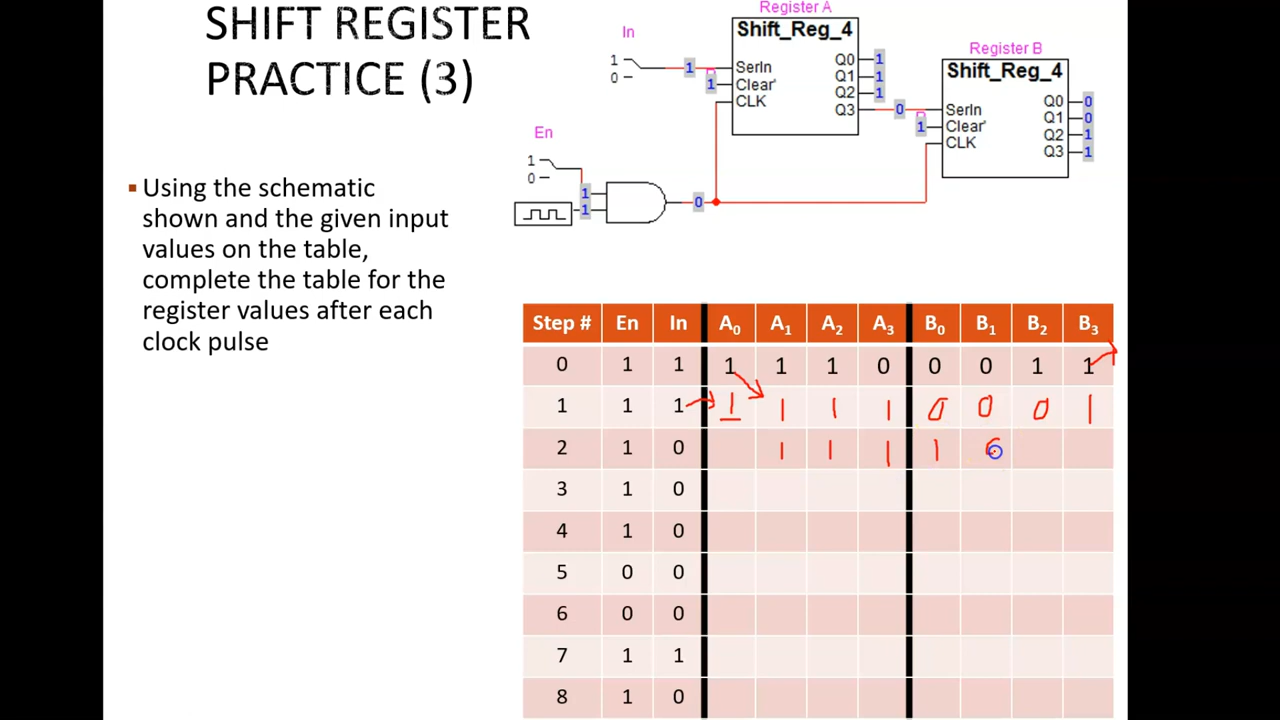 SHIFT REGISTER
PRACTICE (3)
▪ Using the schematic
shown and the given input
values on the table,
complete the table for the
register values after each
clock pulse
In
1
0
1
1
En
1
0
1
1
0
Register A
Shift_Reg_4
SerIn
Clear'
CLK
Q0 1
Q1 1
Q2 1
Q3 0
Register B
Shift_Reg_4
SerIn
Clear'
CLK
1
Q0 0
Q1 0
Q2 1
Q3 1
Step # En In A0 A1 A2 A3 B0 B1 B2 B3
0 1 1 1 1 1 0 0 0 1 1
1 1 1 1 1 1 1 0 0 0 1
2 1 0 1 1 1 1
3 1 0
4 1 0
5 0 0
6 0 0
7 1 1
8 1 0